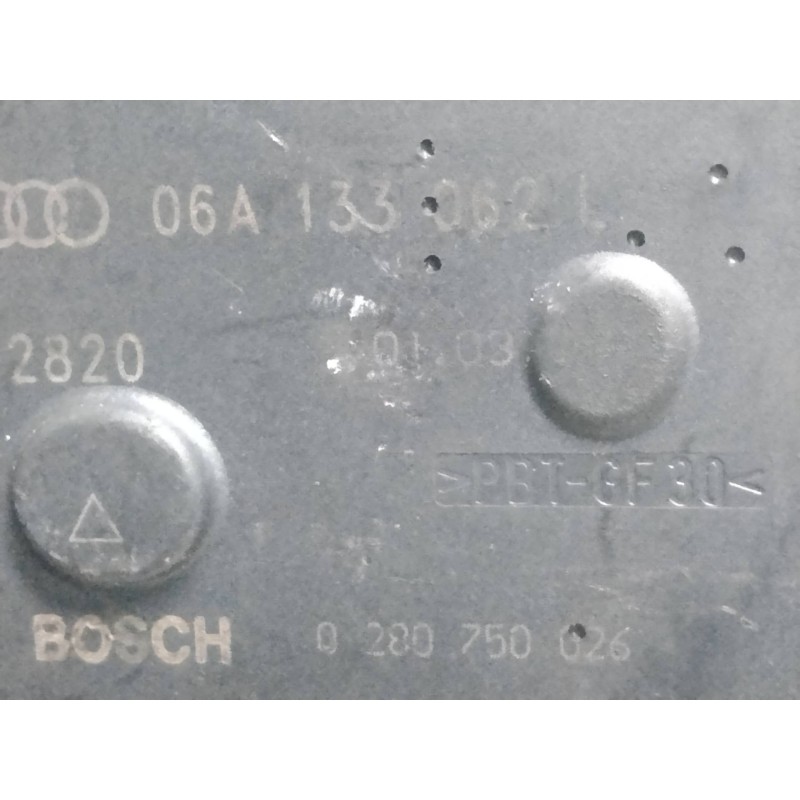 06A 133 062 L
2820 01.03
>PBT-GF30<
BOSCH 0 280 750 026